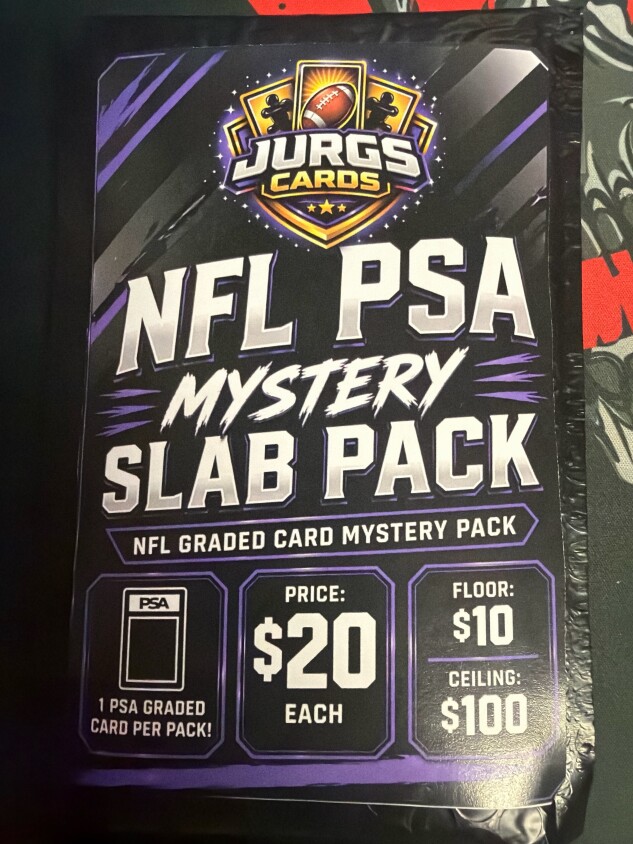 JURGS
CARDS
NFL PSA
MYSTERY
SLAB PACK
NFL GRADED CARD MYSTERY PACK
PSA
1 PSA GRADED
CARD PER PACK!
PRICE:
$20
EACH
FLOOR:
$10
CEILING:
$100